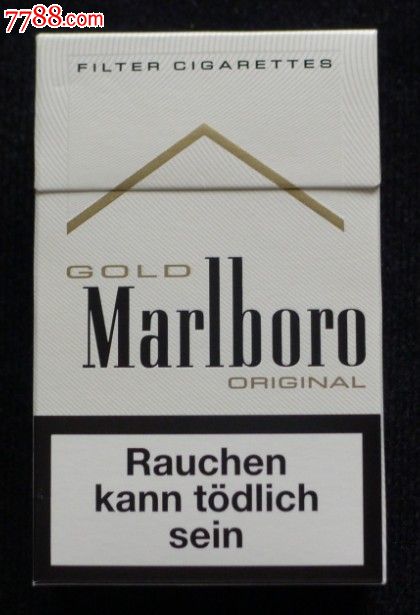 7788.com
FILTER CIGARETTES
GOLD
Marlboro
ORIGINAL
Rauchen
kann tödlich
sein